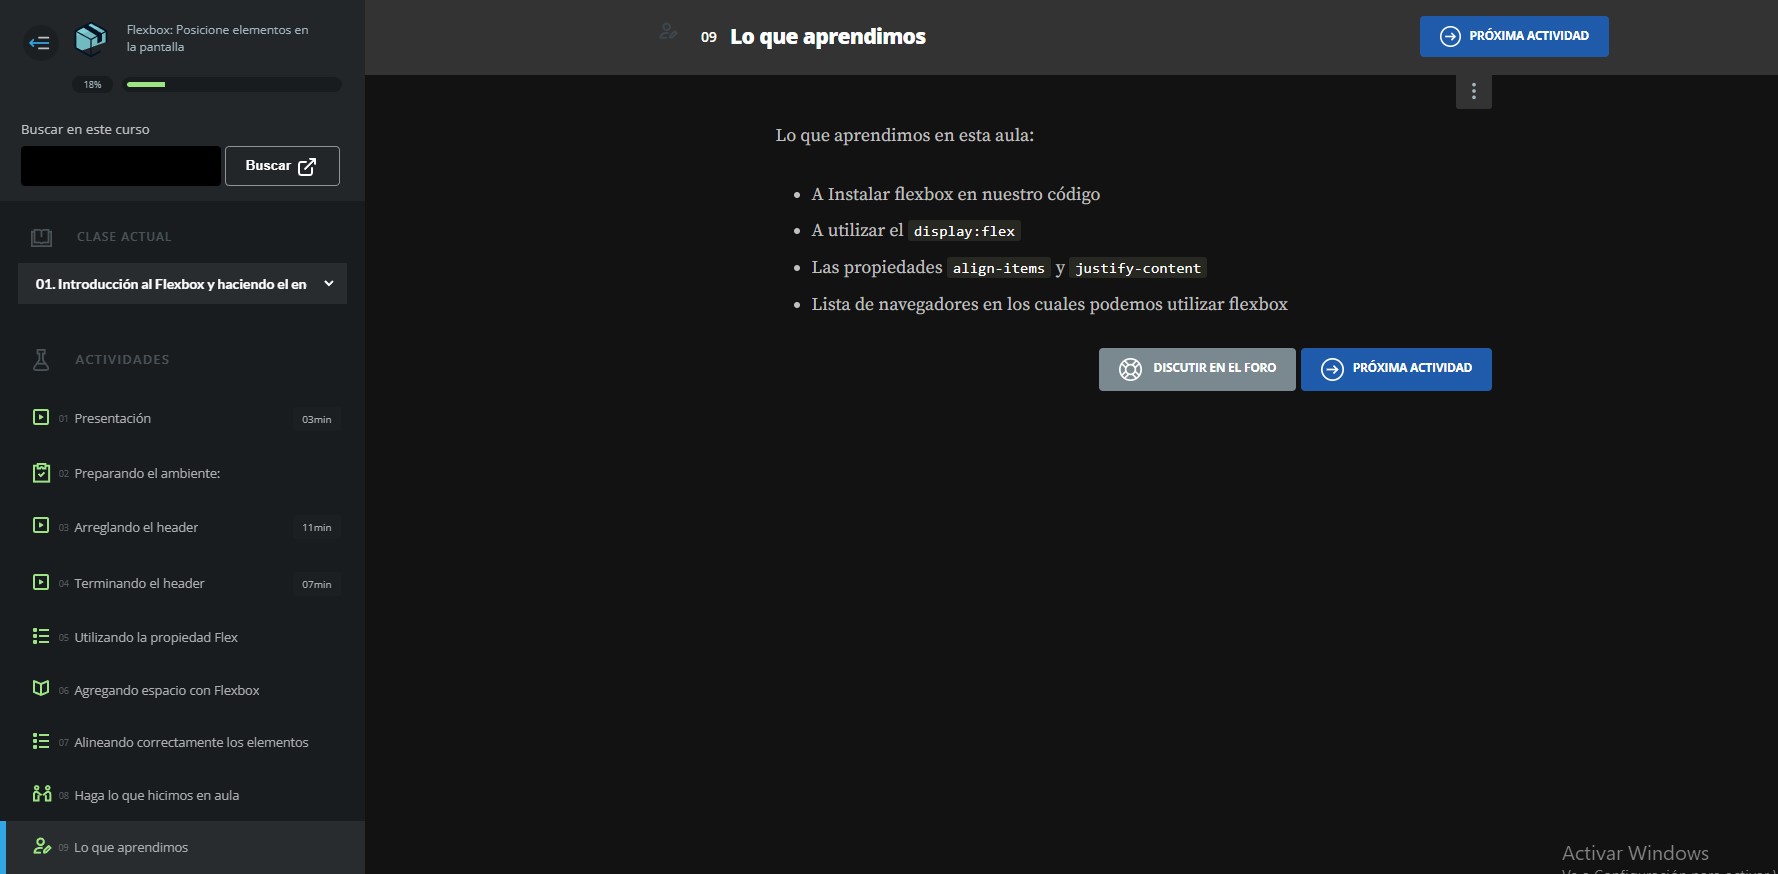 Flexbox: Posicione elementos en
la pantalla
18%
Buscar en este curso
Buscar
CLASE ACTUAL
01. Introducción al Flexbox y haciendo el en
ACTIVIDADES
01 Presentación 03min
02 Preparando el ambiente:
03 Arreglando el header 11min
04 Terminando el header 07min
05 Utilizando la propiedad Flex
06 Agregando espacio con Flexbox
07 Alineando correctamente los elementos
08 Haga lo que hicimos en aula
09 Lo que aprendimos
09 Lo que aprendimos
PRÓXIMA ACTIVIDAD
Lo que aprendimos en esta aula:
A Instalar flexbox en nuestro código
A utilizar el display:flex
Las propiedades align-items y justify-content
Lista de navegadores en los cuales podemos utilizar flexbox
DISCUTIR EN EL FORO
PRÓXIMA ACTIVIDAD
Activar Windows